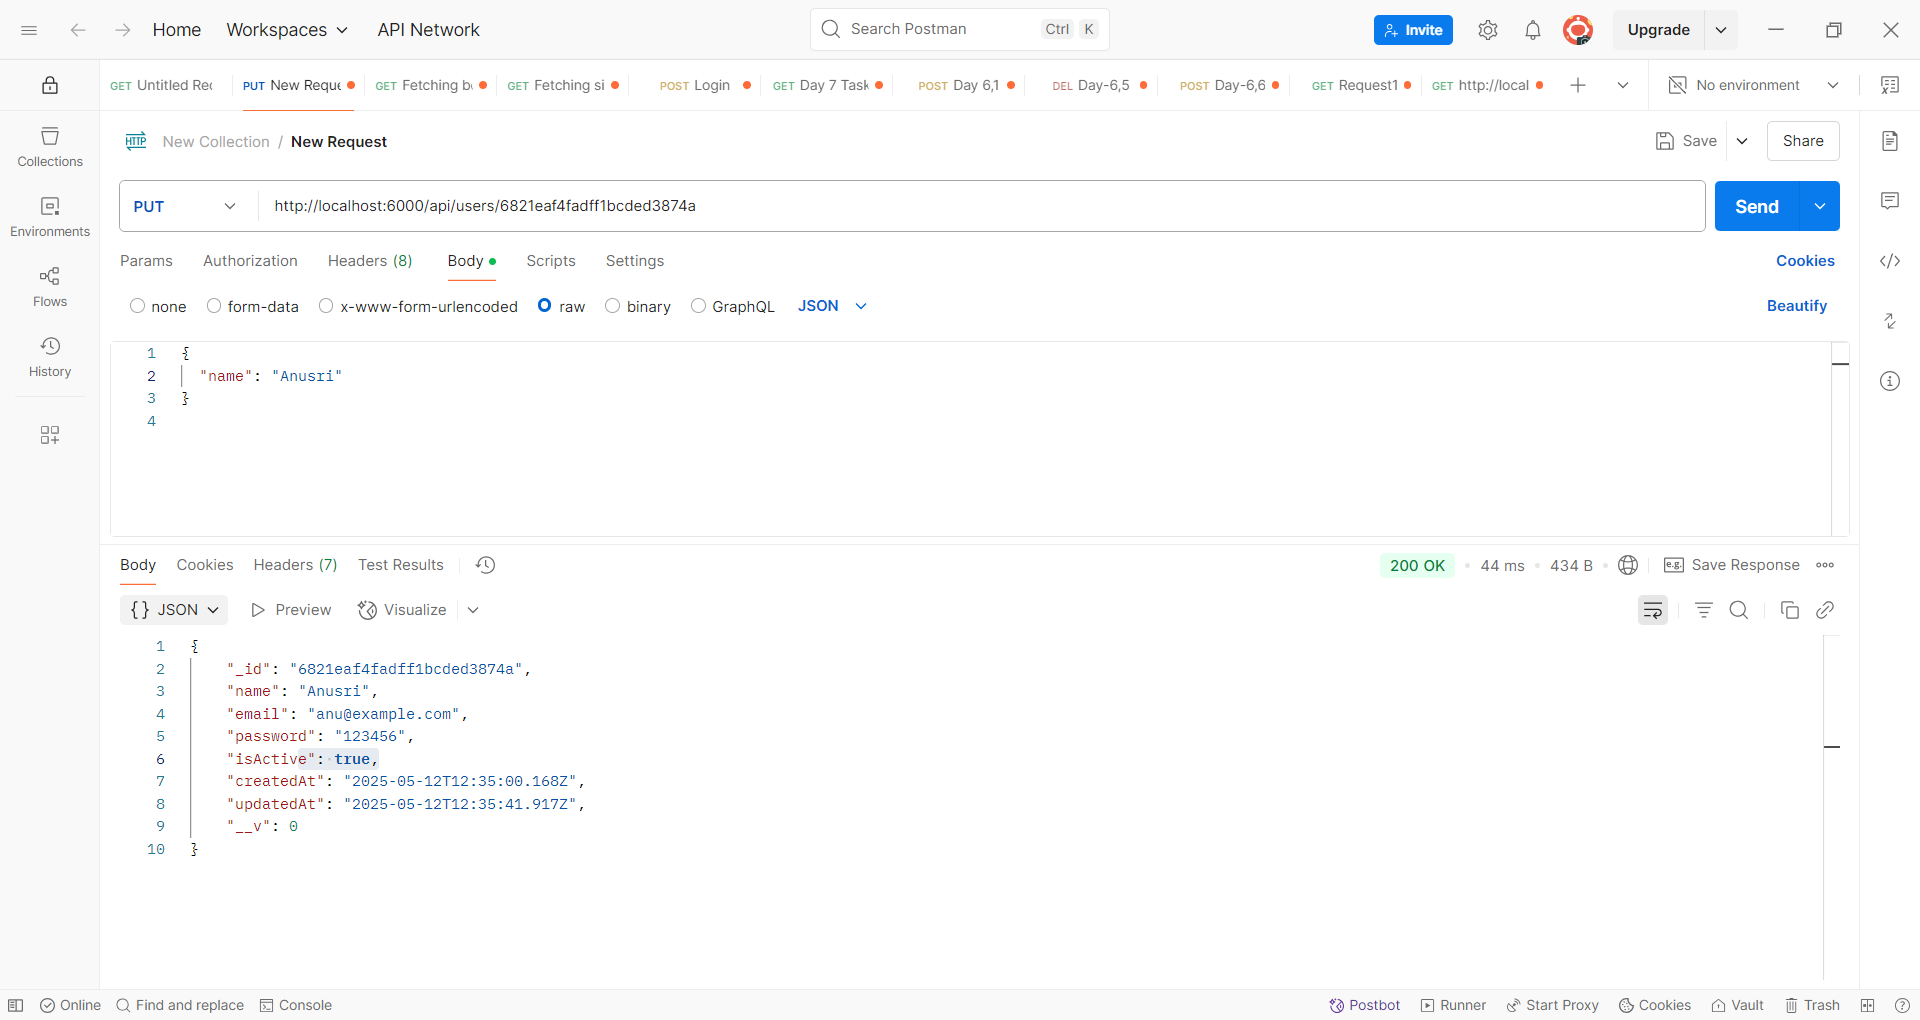 Home Workspaces API Network Search Postman Ctrl K Invite Upgrade
GET Untitled Rec PUT New Reque GET Fetching b GET Fetching si POST Login GET Day 7 Task POST Day 6,1 DEL Day-6,5 POST Day-6,6 GET Request1 GET http://local No environment
HTTP New Collection / New Request Save Share
PUT http://localhost:6000/api/users/6821eaf4fadff1bcded3874a Send
Params Authorization Headers (8) Body Scripts Settings Cookies
none form-data x-www-form-urlencoded raw binary GraphQL JSON Beautify
Collections
Environments
Flows
History
1 {
2 "name": "Anusri"
3 }
4
Body Cookies Headers (7) Test Results 200 OK 44 ms 434 B e.g. Save Response
{} JSON Preview Visualize
1 {
2 "_id": "6821eaf4fadff1bcded3874a",
3 "name": "Anusri",
4 "email": "anu@example.com",
5 "password": "123456",
6 "isActive": true,
7 "createdAt": "2025-05-12T12:35:00.168Z",
8 "updatedAt": "2025-05-12T12:35:41.917Z",
9 "__v": 0
10 }
Online Find and replace Console Postbot Runner Start Proxy Cookies Vault Trash